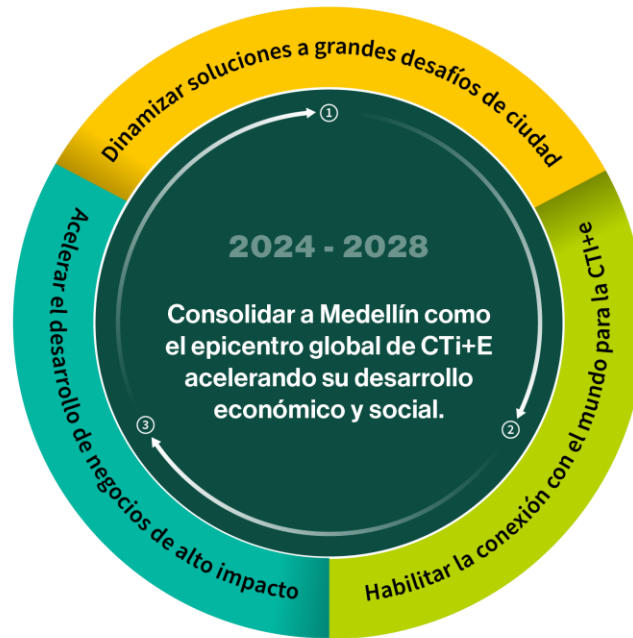 Dinamizar soluciones a grandes desafíos de ciudad
1
2024 - 2028
Consolidar a Medellín como
el epicentro global de CTi+E
acelerando su desarrollo
económico y social.
2
Habilitar la conexión con el mundo para la CTI+e
3
Acelerar el desarrollo de negocios de alto impacto